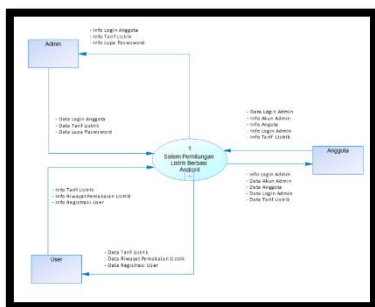 - Info Login Anggota
- Info Tarif Listrik
- Info Lupa Password
Admin
- Data Login Anggota
- Data Tarif Listrik
- Data Lupa Password
- Data Login Admin
- Info Akun Admin
- Info Angota
- Info Login Admin
- Info Tarif Listrik
1
Sistem Perhitungan
Listrik Berbasi
Android
Anggota
- Info Login Admin
- Data Akun Admin
- Data Anggota
- Data Login Admin
- Data Tarif Listrik
- Info Tarif Listrik
- Info Riwayat Pemakaian Listrik
- Info Registrasi User
User
- Data Tarif Listrik
- Data Riwayat Pemakaian Listrik
- Data Registrasi User